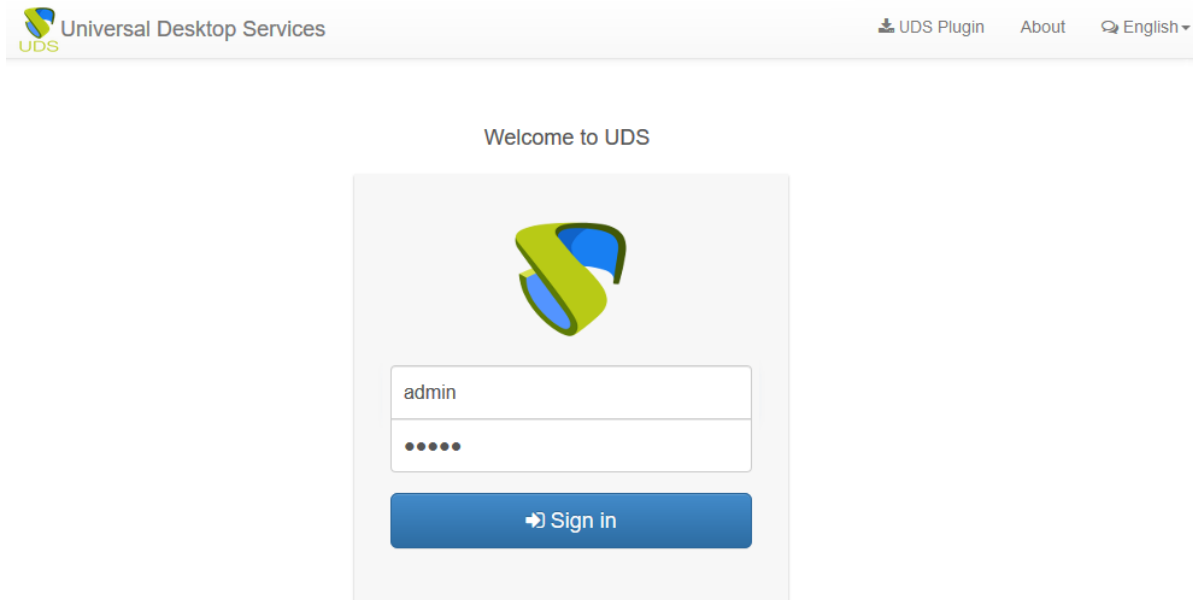 UDS Universal Desktop Services UDS Plugin About English
Welcome to UDS
admin
•••••
Sign in